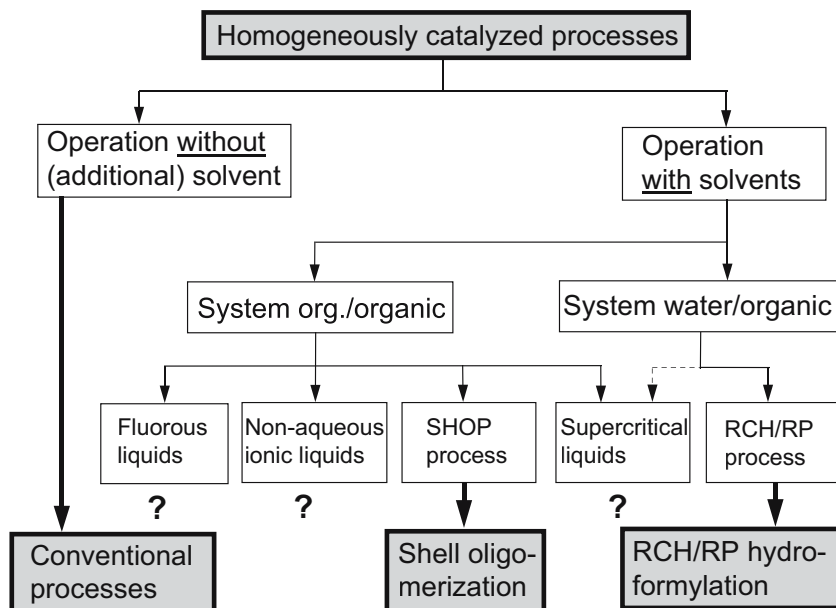 Homogeneously catalyzed processes
Operation without
(additional) solvent
Operation
with solvents
System org./organic
System water/organic
Fluorous
liquids
Non-aqueous
ionic liquids
SHOP
process
Supercritical
liquids
RCH/RP
process
?
?
?
Conventional
processes
Shell oligo-
merization
RCH/RP hydro-
formylation